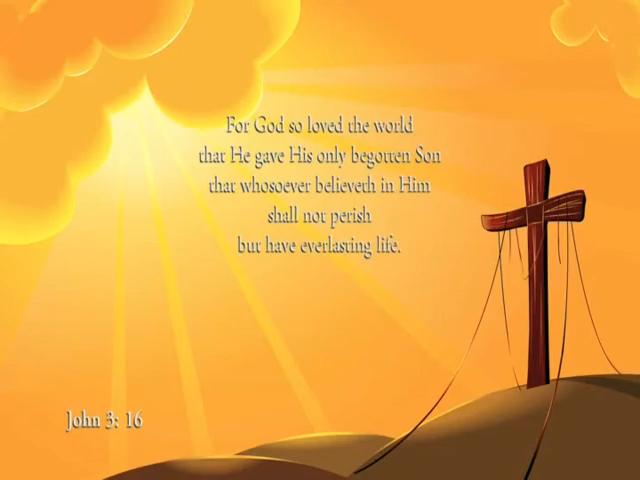 For God so loved the world
that He gave His only begotten Son
that whosoever believeth in Him
shall not perish
but have everlasting life.
John 3: 16